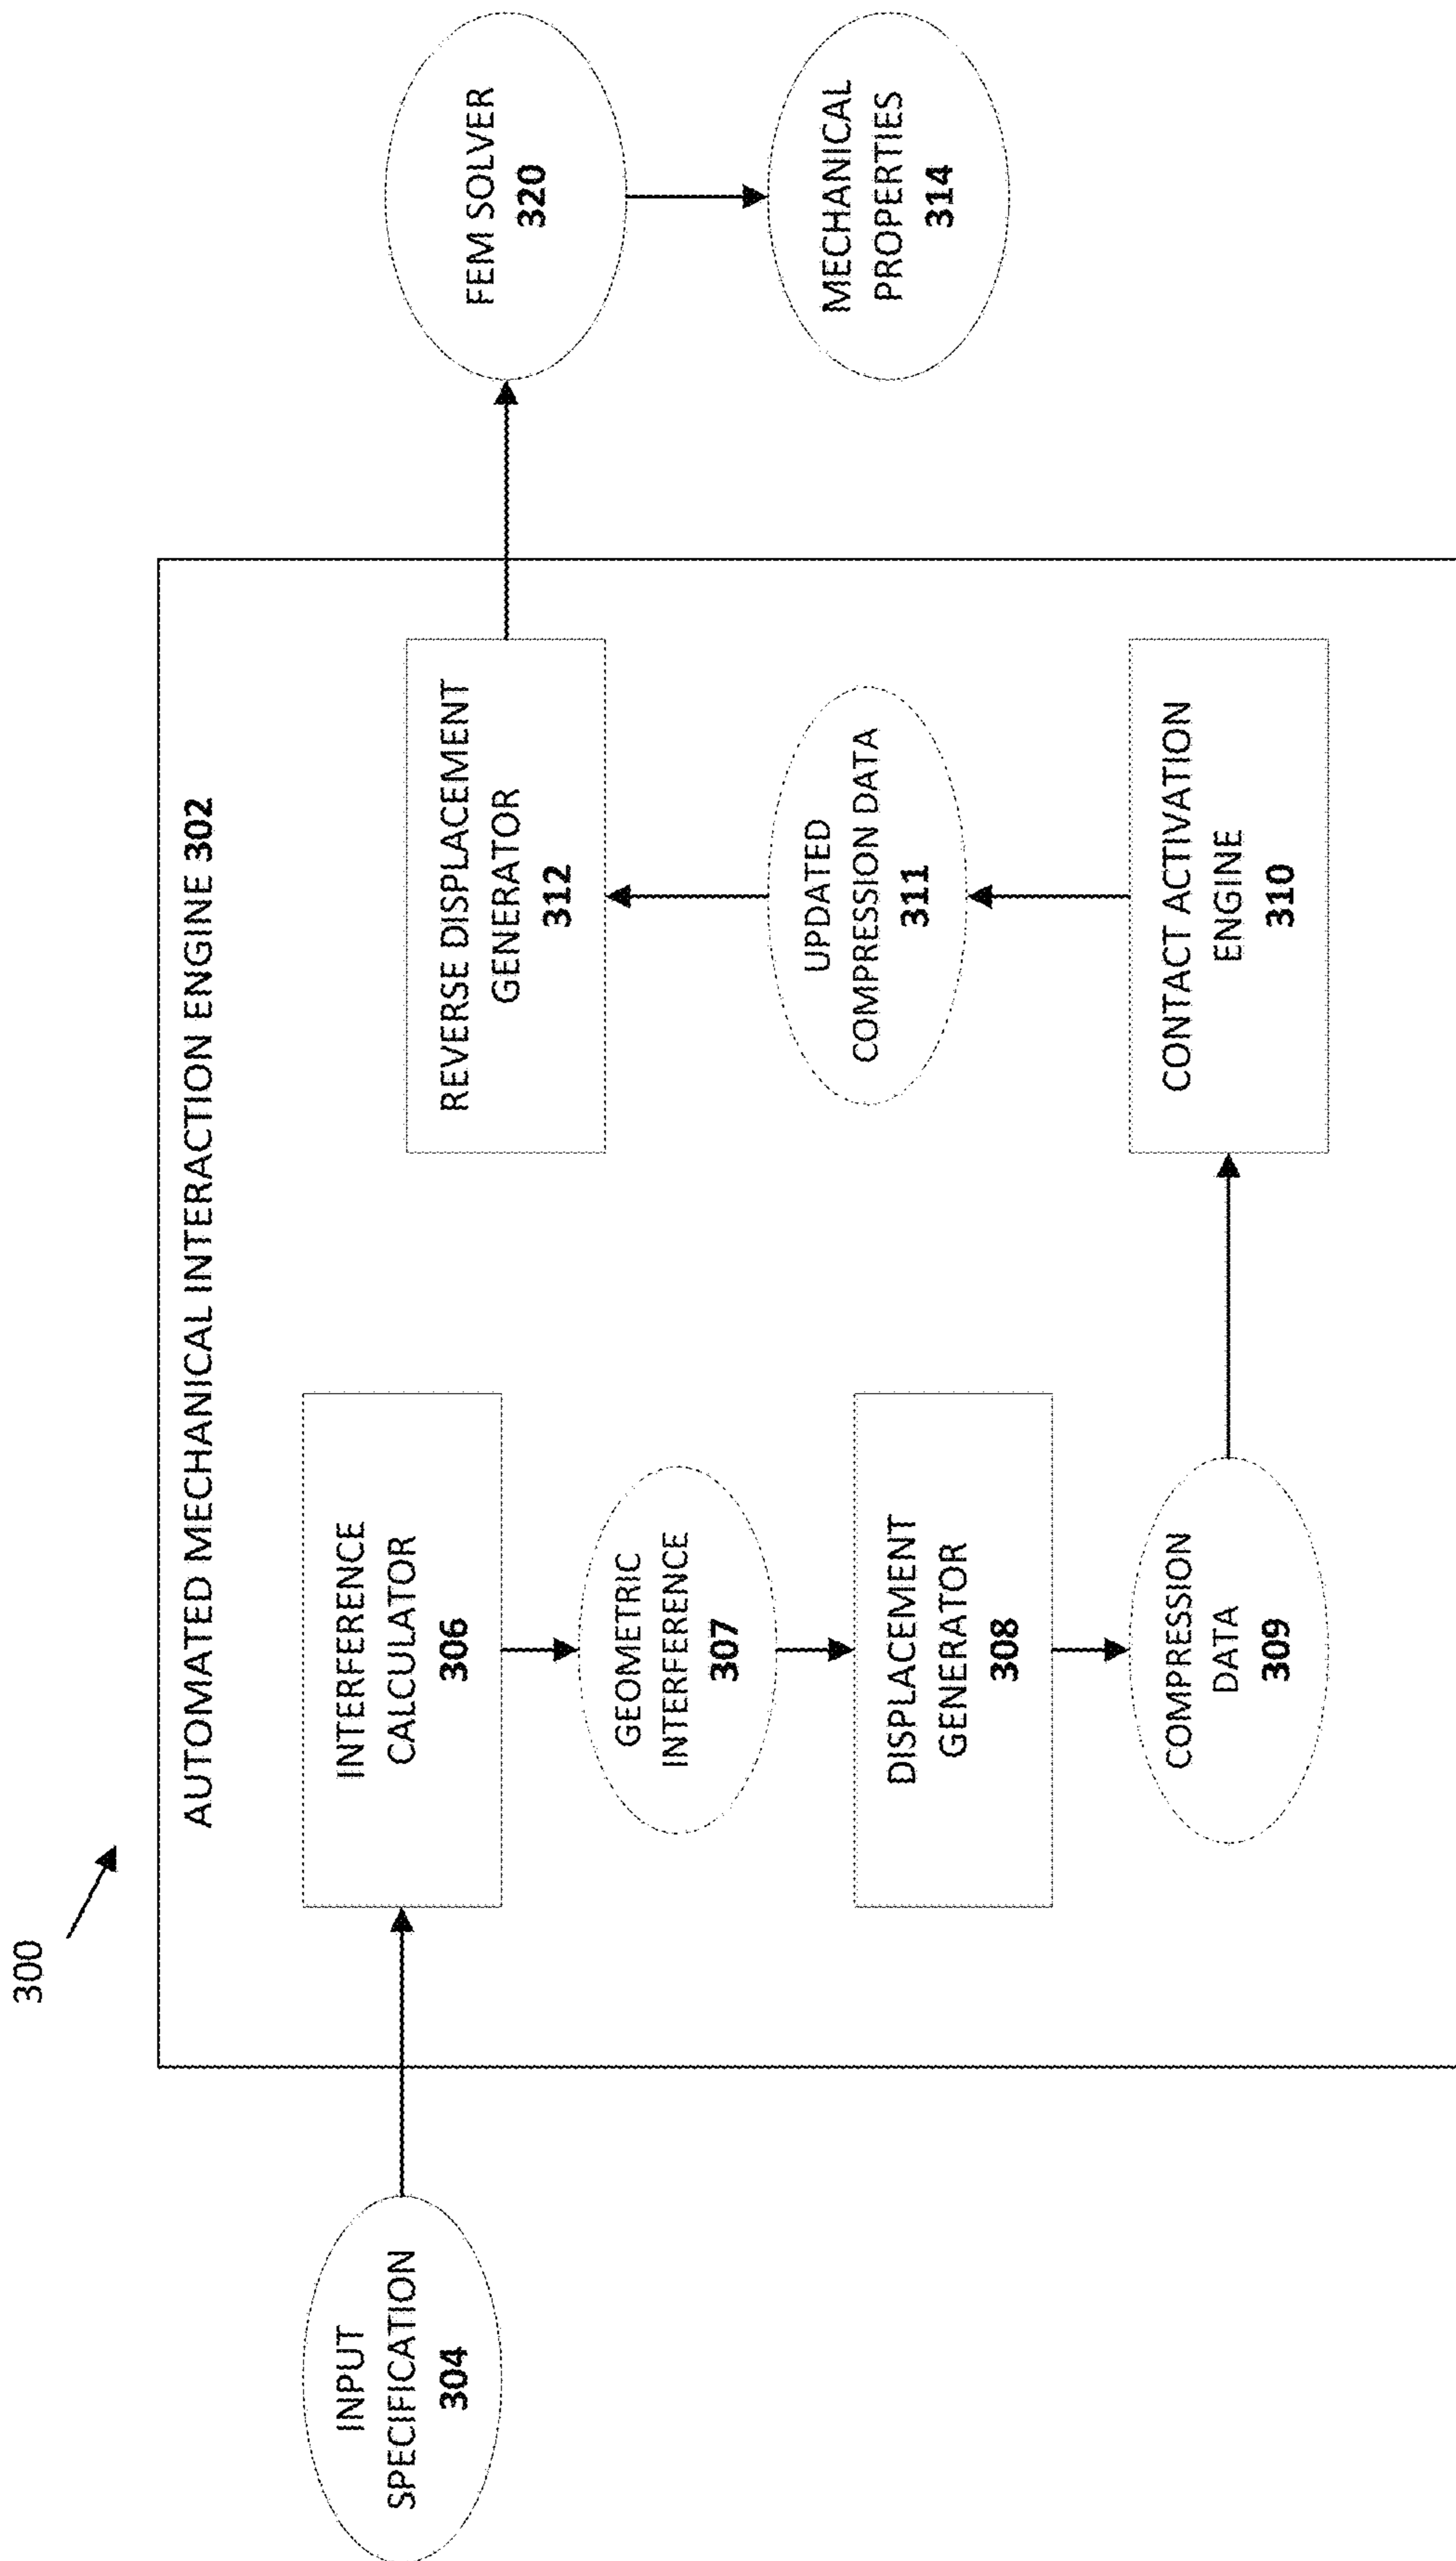 300
AUTOMATED MECHANICAL INTERACTION ENGINE 302
INPUT
SPECIFICATION
304
INTERFERENCE
CALCULATOR
306
GEOMETRIC
INTERFERENCE
307
DISPLACEMENT
GENERATOR
308
COMPRESSION
DATA
309
CONTACT ACTIVATION
ENGINE
310
UPDATED
COMPRESSION DATA
311
REVERSE DISPLACEMENT
GENERATOR
312
FEM SOLVER
320
MECHANICAL
PROPERTIES
314